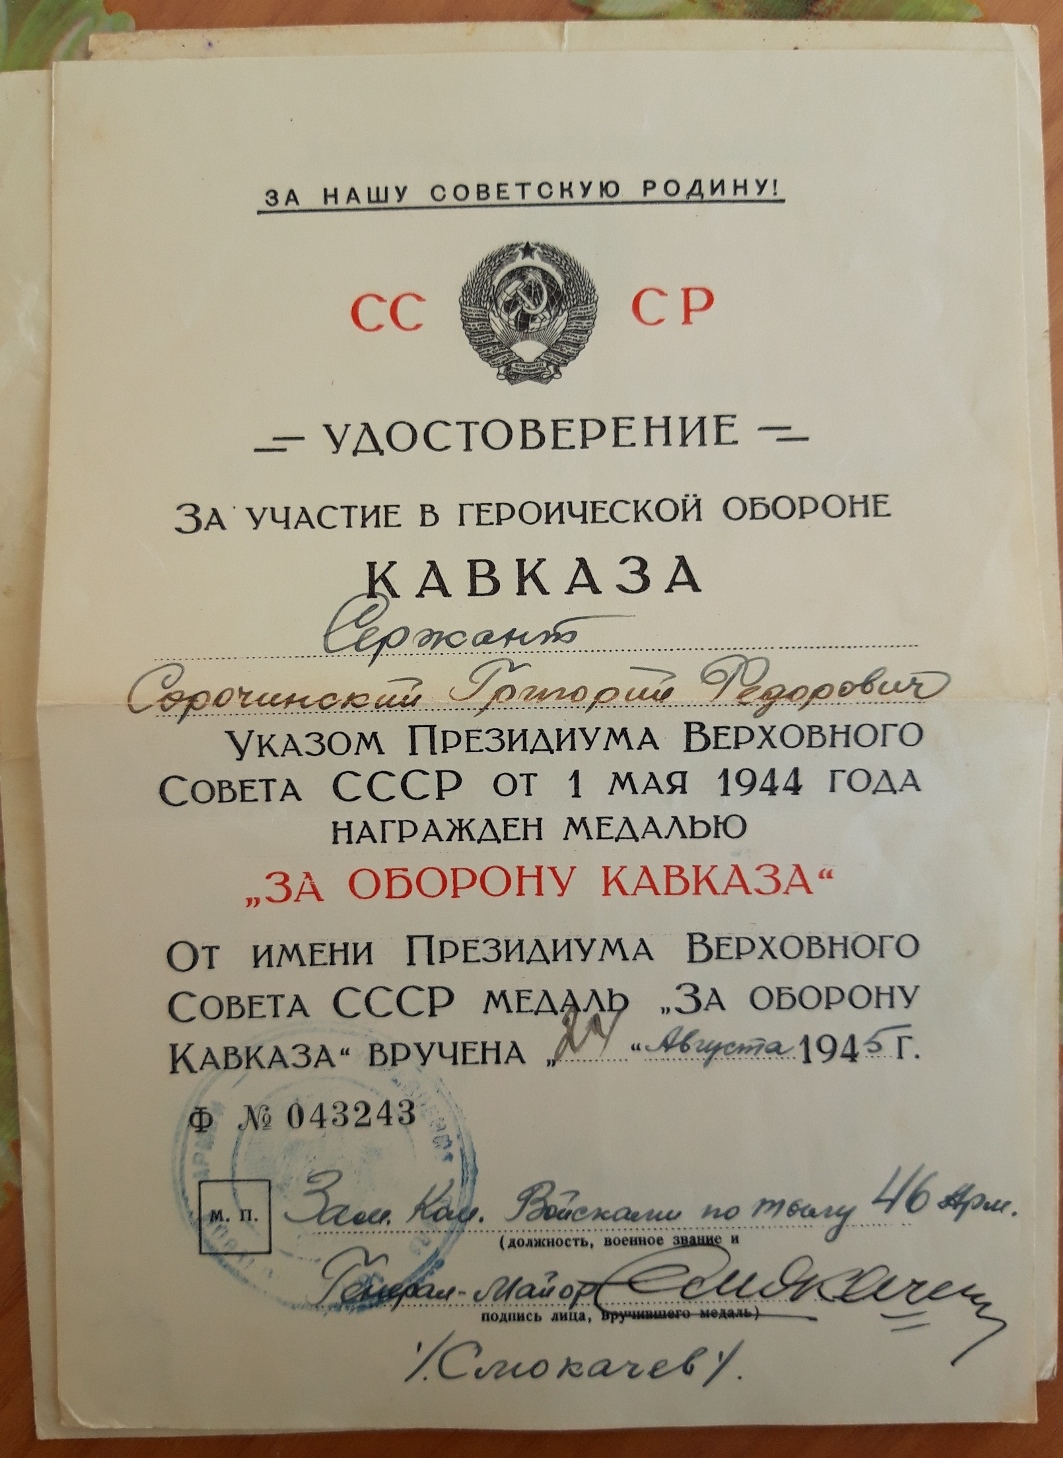 ЗА НАШУ СОВЕТСКУЮ РОДИНУ!
СС СР
УДОСТОВЕРЕНИЕ
ЗА УЧАСТИЕ В ГЕРОИЧЕСКОЙ ОБОРОНЕ
КАВКАЗА
Сержант
Сорочинский Григорий Федорович
УКАЗОМ ПРЕЗИДИУМА ВЕРХОВНОГО
СОВЕТА СССР ОТ 1 МАЯ 1944 ГОДА
НАГРАЖДЕН МЕДАЛЬЮ
„ЗА ОБОРОНУ КАВКАЗА“
ОТ ИМЕНИ ПРЕЗИДИУМА ВЕРХОВНОГО
СОВЕТА СССР МЕДАЛЬ „ЗА ОБОРОНУ
КАВКАЗА“ ВРУЧЕНА „24“ Августа 1945 Г.
Ф № 043243
М. П.
Зам. Ком. Войсками по тылу 46 Арм.
(должность, военное звание и
Генерал-Майор
подпись лица, вручившего медаль)
/Смокачев/.